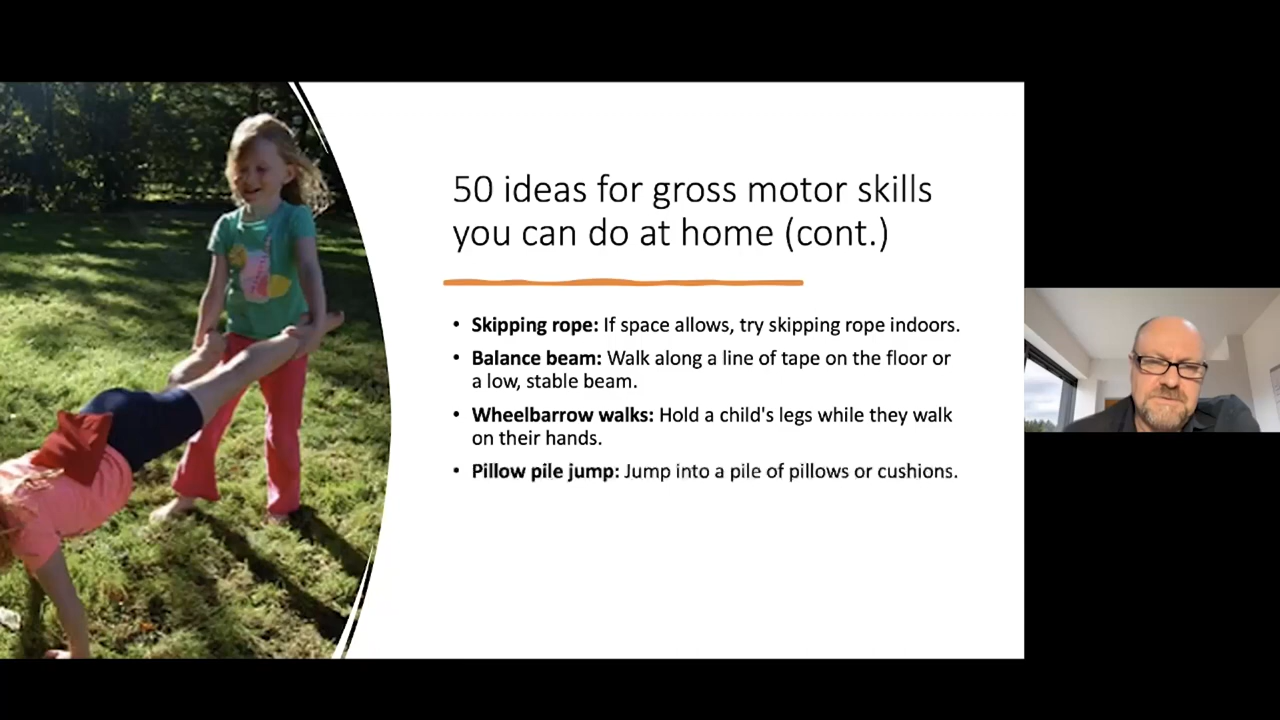 50 ideas for gross motor skills
you can do at home (cont.)
• Skipping rope: If space allows, try skipping rope indoors.
• Balance beam: Walk along a line of tape on the floor or
a low, stable beam.
• Wheelbarrow walks: Hold a child's legs while they walk
on their hands.
• Pillow pile jump: Jump into a pile of pillows or cushions.